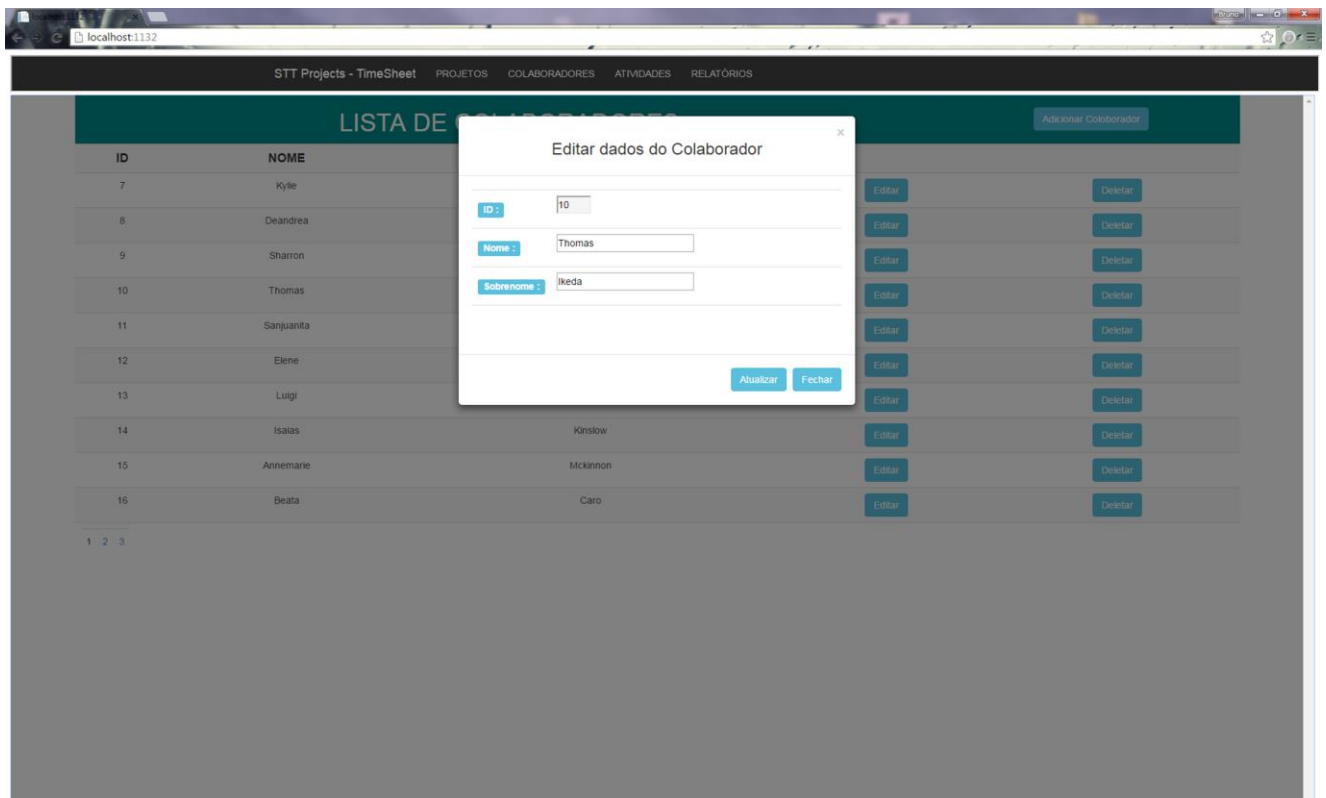 localhost:1132
STT Projects - TimeSheet PROJETOS COLABORADORES ATIVIDADES RELATÓRIOS
LISTA DE COLABORADORES Adicionar Coloborador
ID NOME
7 Kylie Editar Deletar
8 Deandrea Editar Deletar
9 Sharron Editar Deletar
10 Thomas Editar Deletar
11 Sanjuanita Editar Deletar
12 Elene Editar Deletar
13 Luigi Editar Deletar
14 Isaias Kinslow Editar Deletar
15 Annemarie Mckinnon Editar Deletar
16 Beata Caro Editar Deletar
1 2 3
Editar dados do Colaborador ×
ID : 10
Nome : Thomas
Sobrenome : Ikeda
Atualizar Fechar